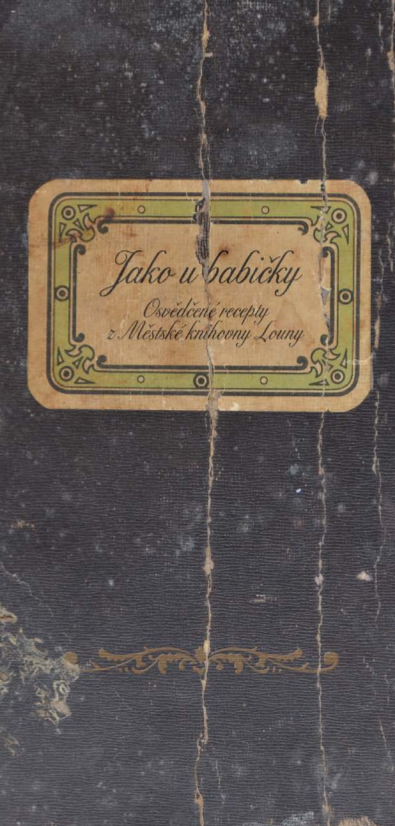 Jako u babičky
Osvědčené recepty
z Městské knihovny Louny